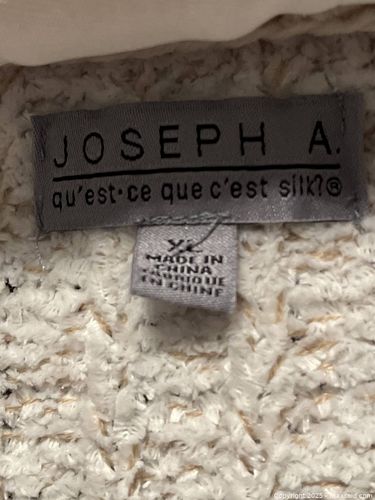 JOSEPH A.
qu'est-ce que c'est silk?®
XL
MADE IN
CHINA
FABRIQUE
EN CHINE